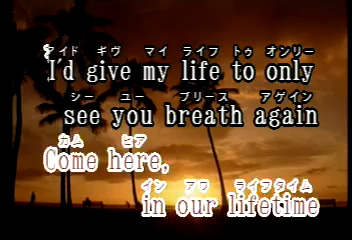 アイド ギヴ マイ ライフ トゥ オンリー
I'd give my life to only
シー ユー ブリース アゲイン
see you breath again
カム ヒア
Come here,
イン アワ ライフタイム
in our lifetime